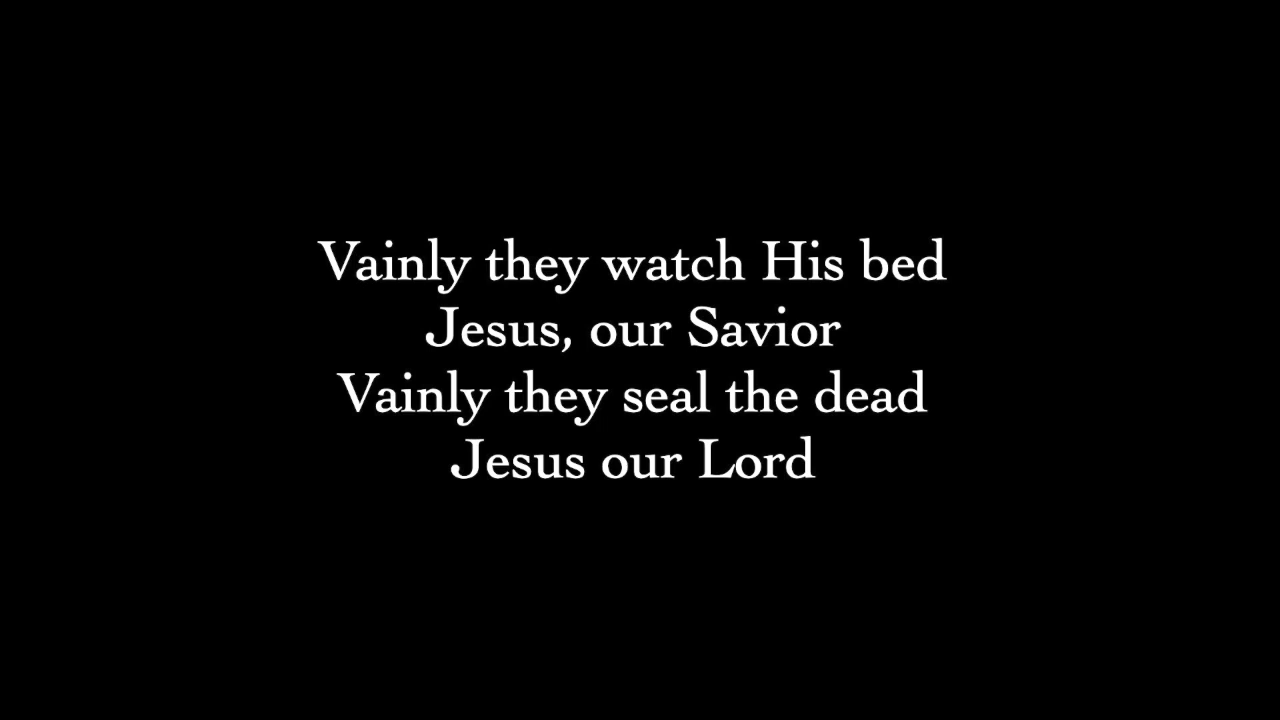 Vainly they watch His bed
Jesus, our Savior
Vainly they seal the dead
Jesus our Lord